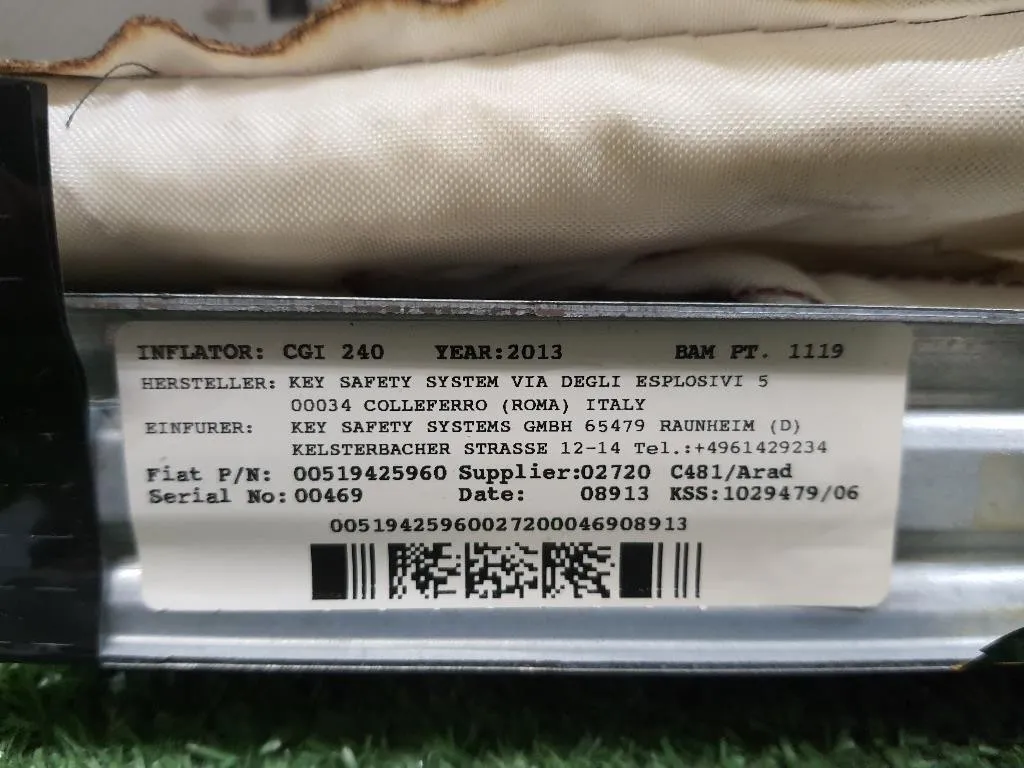 INFLATOR: CGI 240 YEAR:2013 BAM PT. 1119
HERSTELLER: KEY SAFETY SYSTEM VIA DEGLI ESPLOSIVI 5
00034 COLLEFERRO (ROMA) ITALY
EINFURER: KEY SAFETY SYSTEMS GMBH 65479 RAUNHEIM (D)
KELSTERBACHER STRASSE 12-14 Tel.:+4961429234
Fiat P/N: 00519425960 Supplier:02720 C481/Arad
Serial No:00469 Date: 08913 KSS:1029479/06
00519425960027200046908913